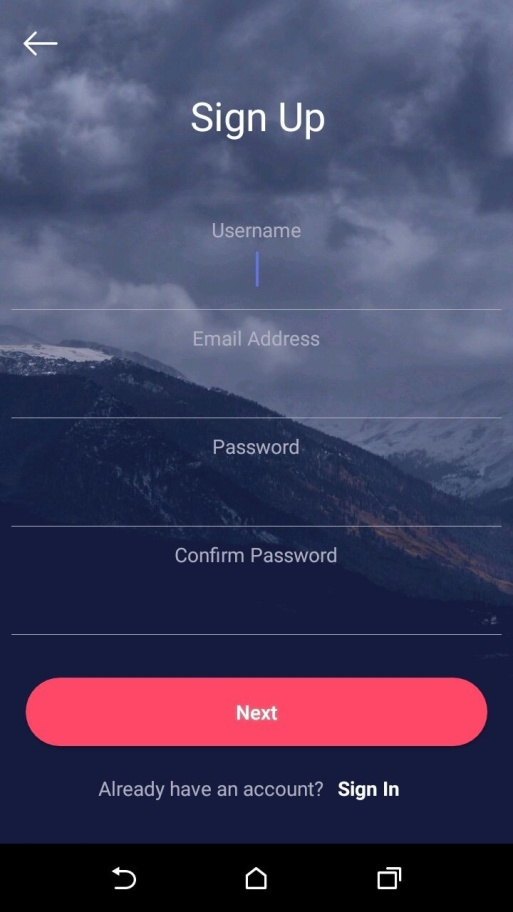 Sign Up
Username
Email Address
Password
Confirm Password
Next
Already have an account? Sign In